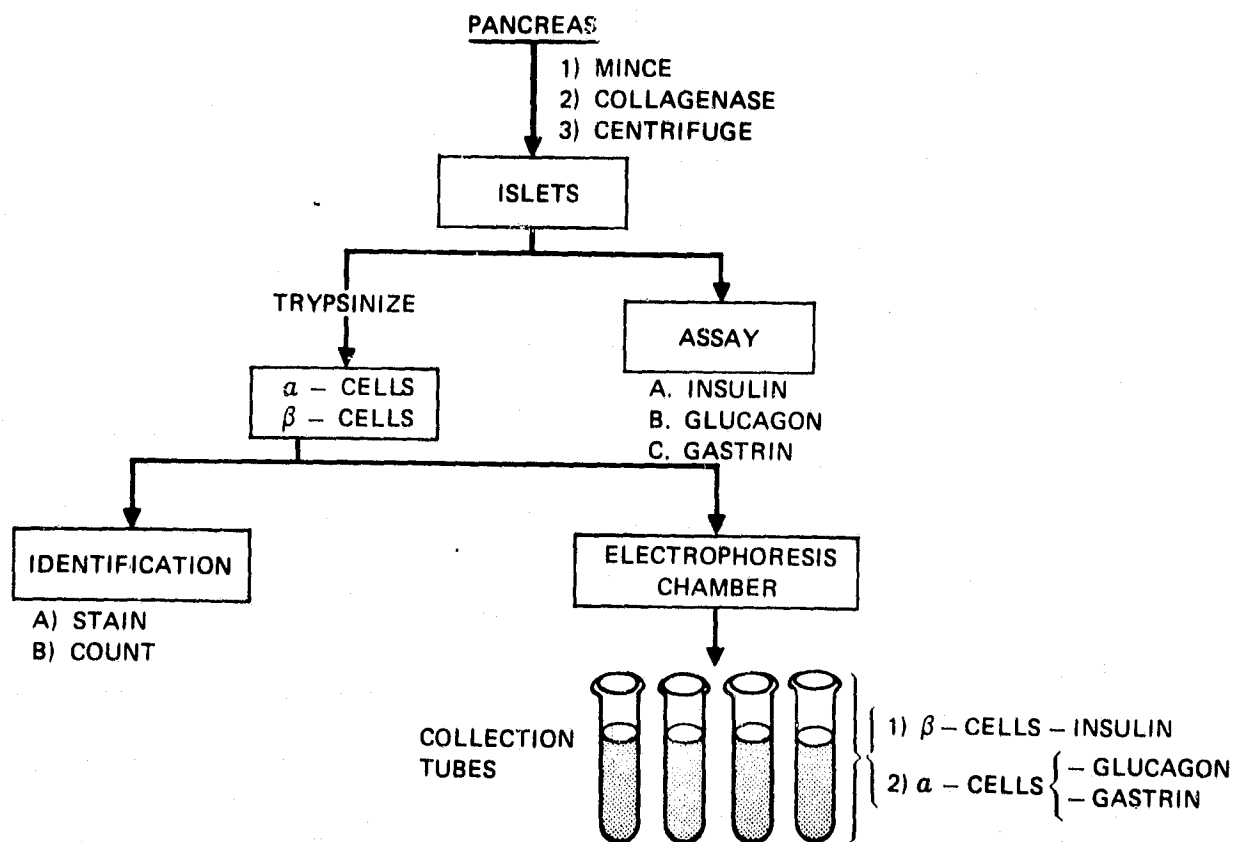 PANCREAS
1) MINCE
2) COLLAGENASE
3) CENTRIFUGE
ISLETS
TRYPSINIZE
ASSAY
A. INSULIN
B. GLUCAGON
C. GASTRIN
α – CELLS
β – CELLS
IDENTIFICATION
A) STAIN
B) COUNT
ELECTROPHORESIS
CHAMBER
COLLECTION
TUBES
1) β – CELLS – INSULIN
2) α – CELLS
– GLUCAGON
– GASTRIN